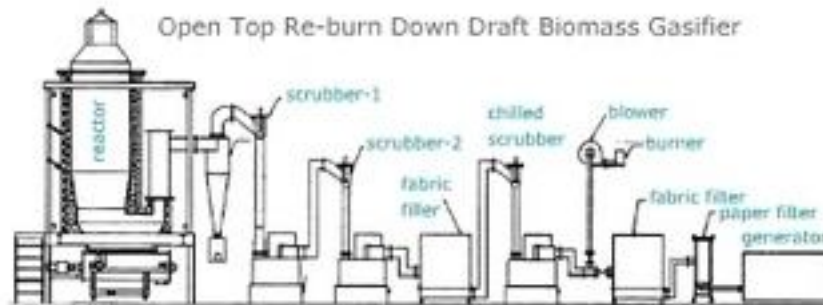 Open Top Re-burn Down Draft Biomass Gasifier
reactor
scrubber-1
scrubber-2
fabric
filler
chilled
scrubber
blower
burner
fabric filter
paper filter
generator